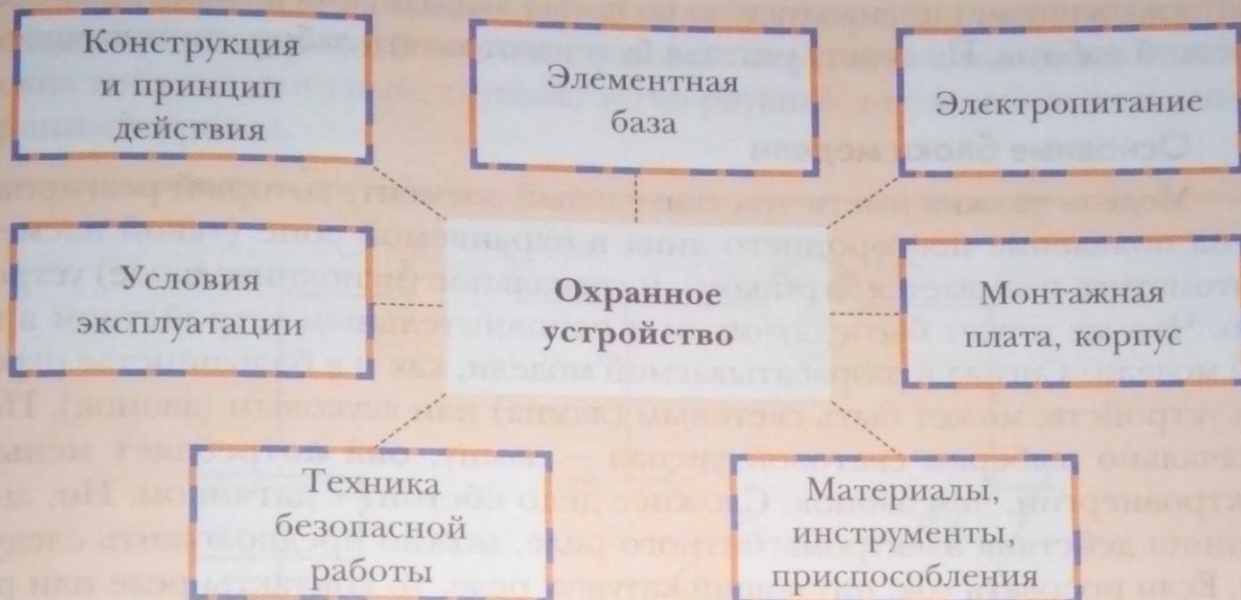 Конструкция
и принцип
действия
Элементная
база
Электропитание
Условия
эксплуатации
Охранное
устройство
Монтажная
плата, корпус
Техника
безопасной
работы
Материалы,
инструменты,
приспособления